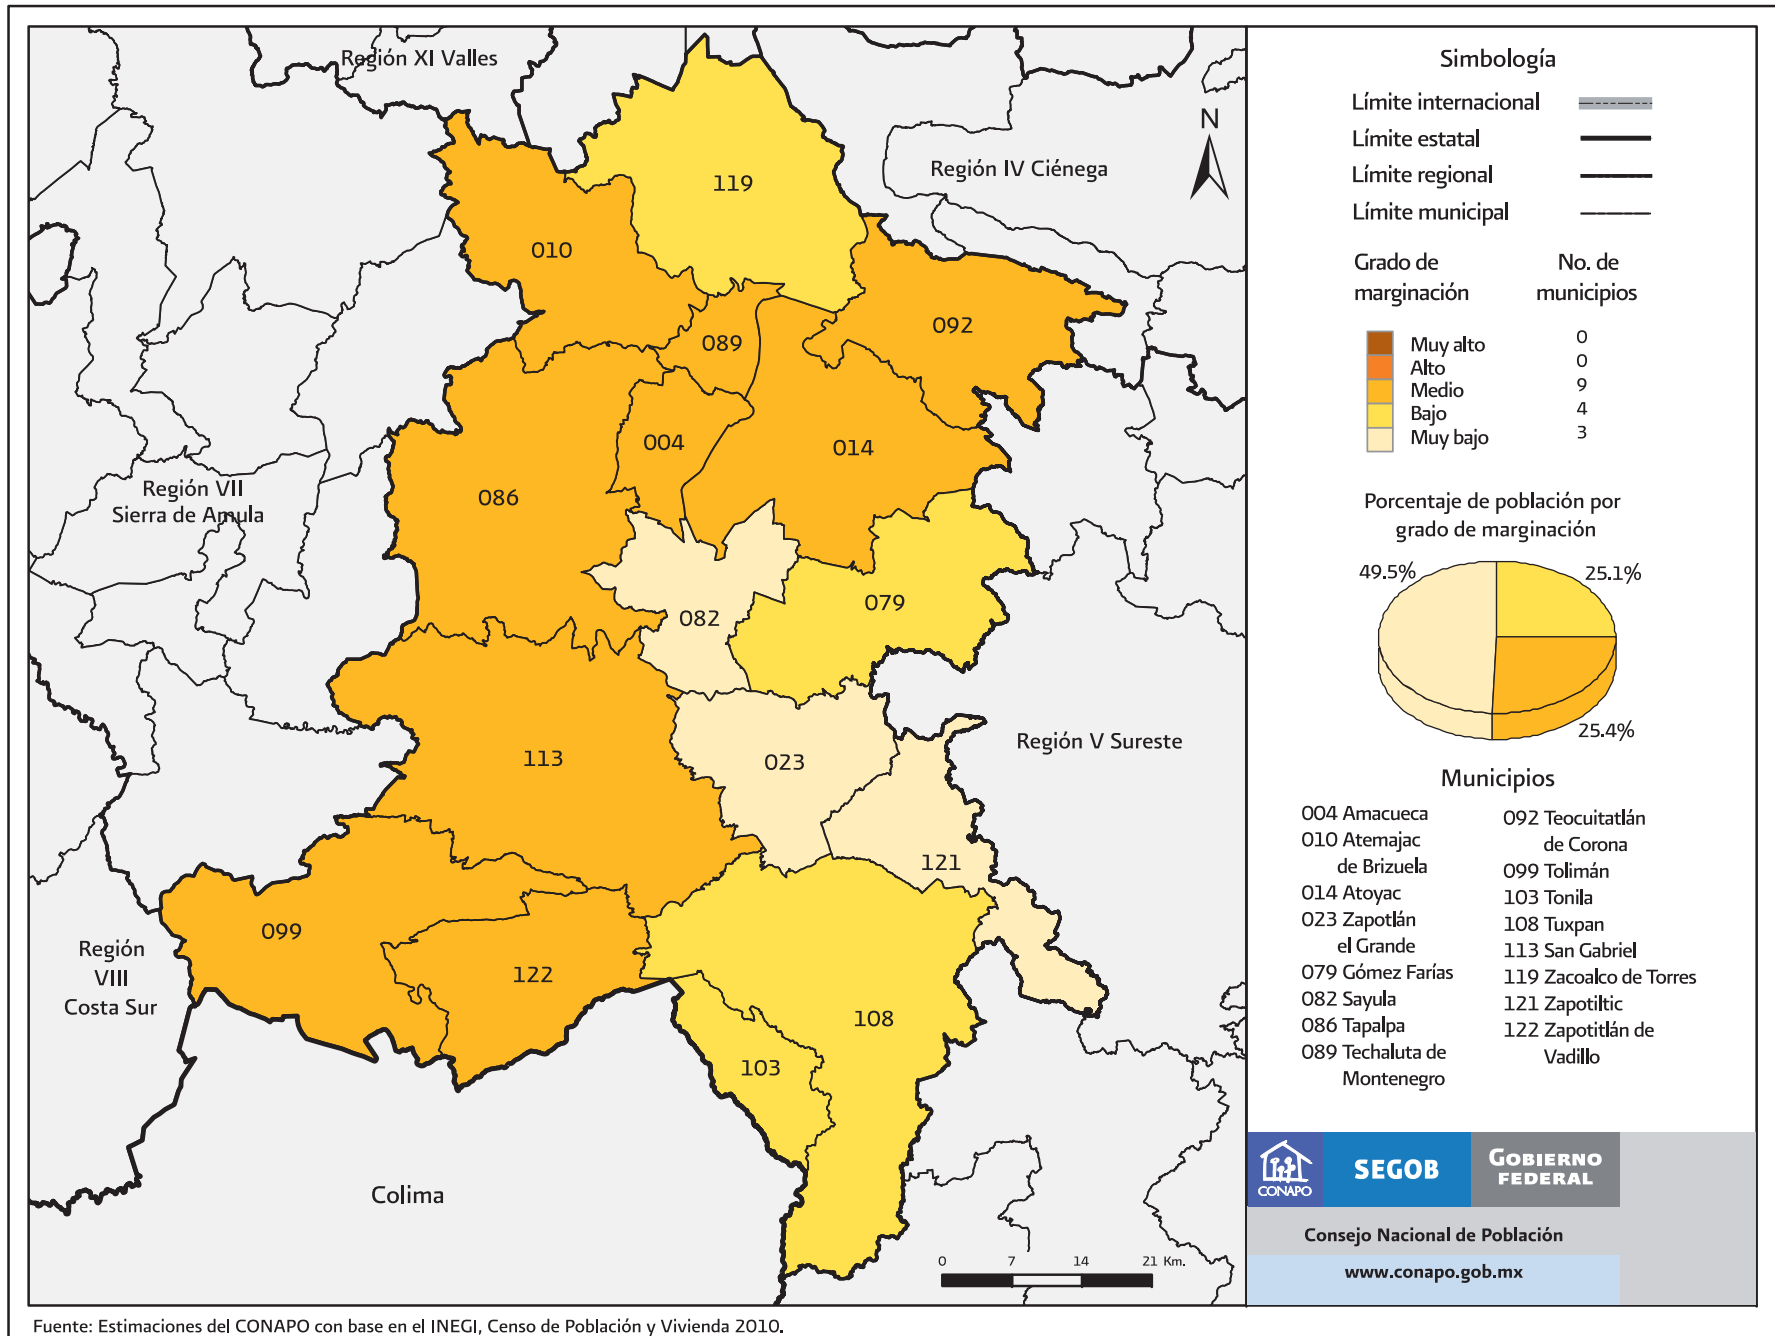 Región XI Valles
Región IV Ciénega
N
119
010
092
089
004
014
086
Región VII
Sierra de Amula
082
079
113
023
Región V Sureste
121
099
122
Región
VIII
Costa Sur
108
103
Colima
0 7 14 21 Km.
Simbología
Límite internacional
Límite estatal
Límite regional
Límite municipal
Grado de marginación No. de municipios
Muy alto 0
Alto 0
Medio 9
Bajo 4
Muy bajo 3
Porcentaje de población por
grado de marginación
49.5% 25.1%
25.4%
Municipios
004 Amacueca
010 Atemajac
de Brizuela
014 Atoyac
023 Zapotlán
el Grande
079 Gómez Farías
082 Sayula
086 Tapalpa
089 Techaluta de
Montenegro
092 Teocuitatlán
de Corona
099 Tolimán
103 Tonila
108 Tuxpan
113 San Gabriel
119 Zacoalco de Torres
121 Zapotiltic
122 Zapotitlán de
Vadillo
CONAPO
SEGOB
GOBIERNO
FEDERAL
Consejo Nacional de Población
www.conapo.gob.mx
Fuente: Estimaciones del CONAPO con base en el INEGI, Censo de Población y Vivienda 2010.